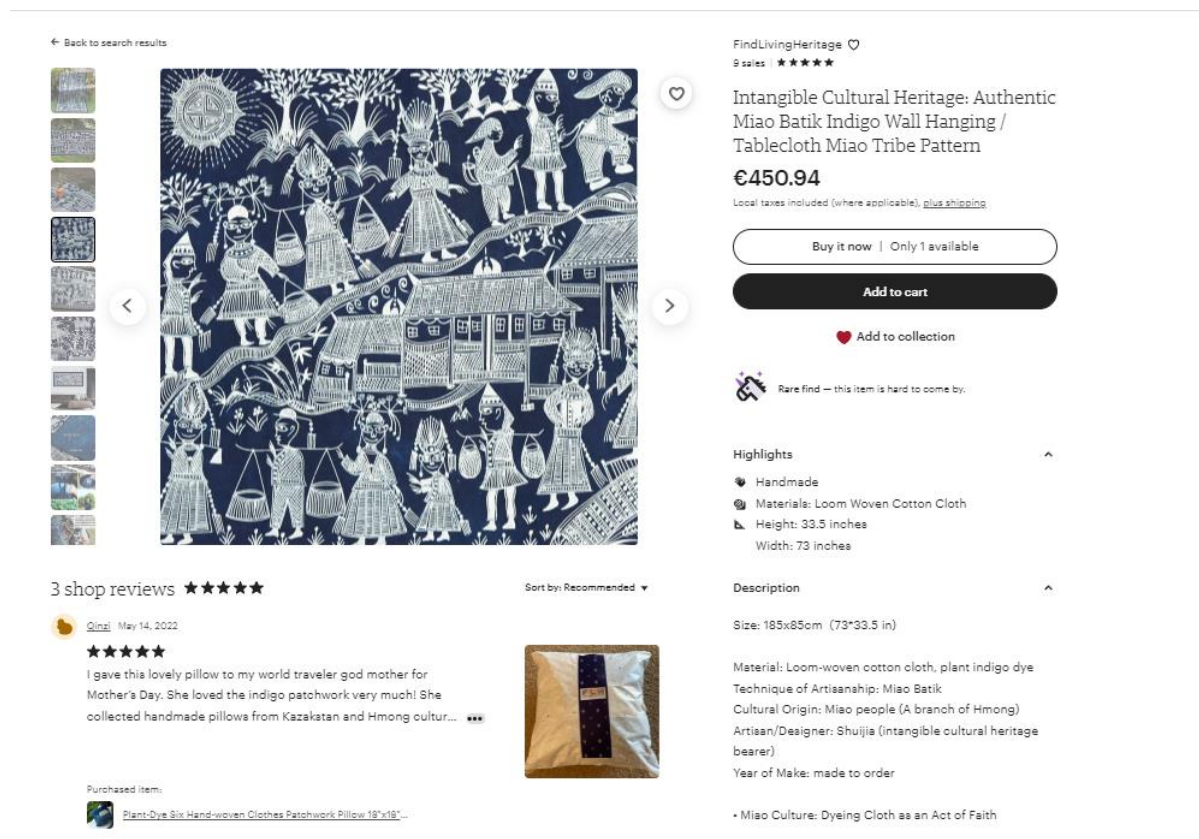 ← Back to search results
FindLivingHeritage
9 sales | ★★★★★
Intangible Cultural Heritage: Authentic
Miao Batik Indigo Wall Hanging /
Tablecloth Miao Tribe Pattern
€450.94
Local taxes included (where applicable), plus shipping
Buy it now | Only 1 available
Add to cart
Add to collection
Rare find — this item is hard to come by.
Highlights
Handmade
Materials: Loom Woven Cotton Cloth
Height: 33.5 inches
Width: 73 inches
3 shop reviews ★★★★★
Sort by: Recommended
Qinzi May 14, 2022
★★★★★
I gave this lovely pillow to my world traveler god mother for
Mother's Day. She loved the indigo patchwork very much! She
collected handmade pillows from Kazakstan and Hmong cultur...
Purchased item:
Plant-Dye Six Hand-woven Clothes Patchwork Pillow 18"x18"...
Description
Size: 185x85cm (73*33.5 in)
Material: Loom-woven cotton cloth, plant indigo dye
Technique of Artisanship: Miao Batik
Cultural Origin: Miao people (A branch of Hmong)
Artisan/Designer: Shuijia (intangible cultural heritage
bearer)
Year of Make: made to order
• Miao Culture: Dyeing Cloth as an Act of Faith